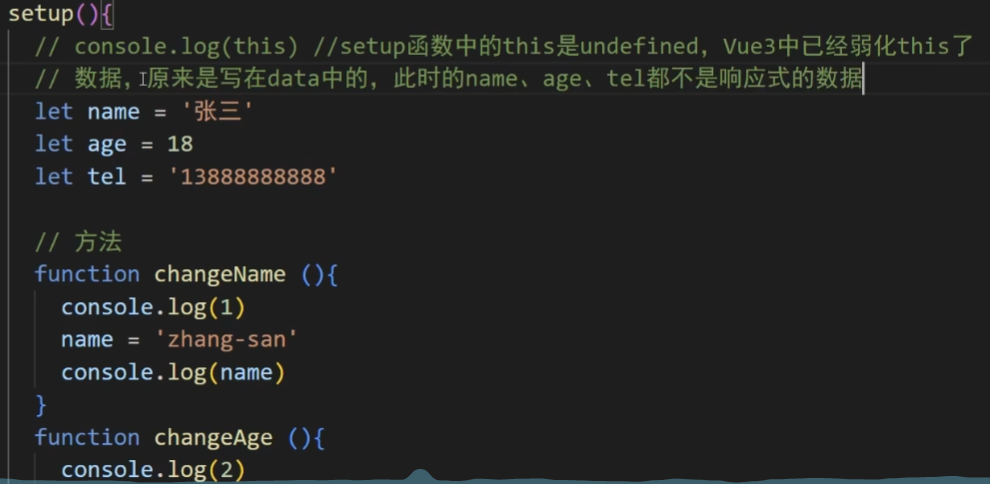 setup(){
// console.log(this) //setup函数中的this是undefined，Vue3中已经弱化this了
// 数据，原来是写在data中的，此时的name、age、tel都不是响应式的数据
let name = '张三'
let age = 18
let tel = '13888888888'
// 方法
function changeName (){
console.log(1)
name = 'zhang-san'
console.log(name)
}
function changeAge (){
console.log(2)